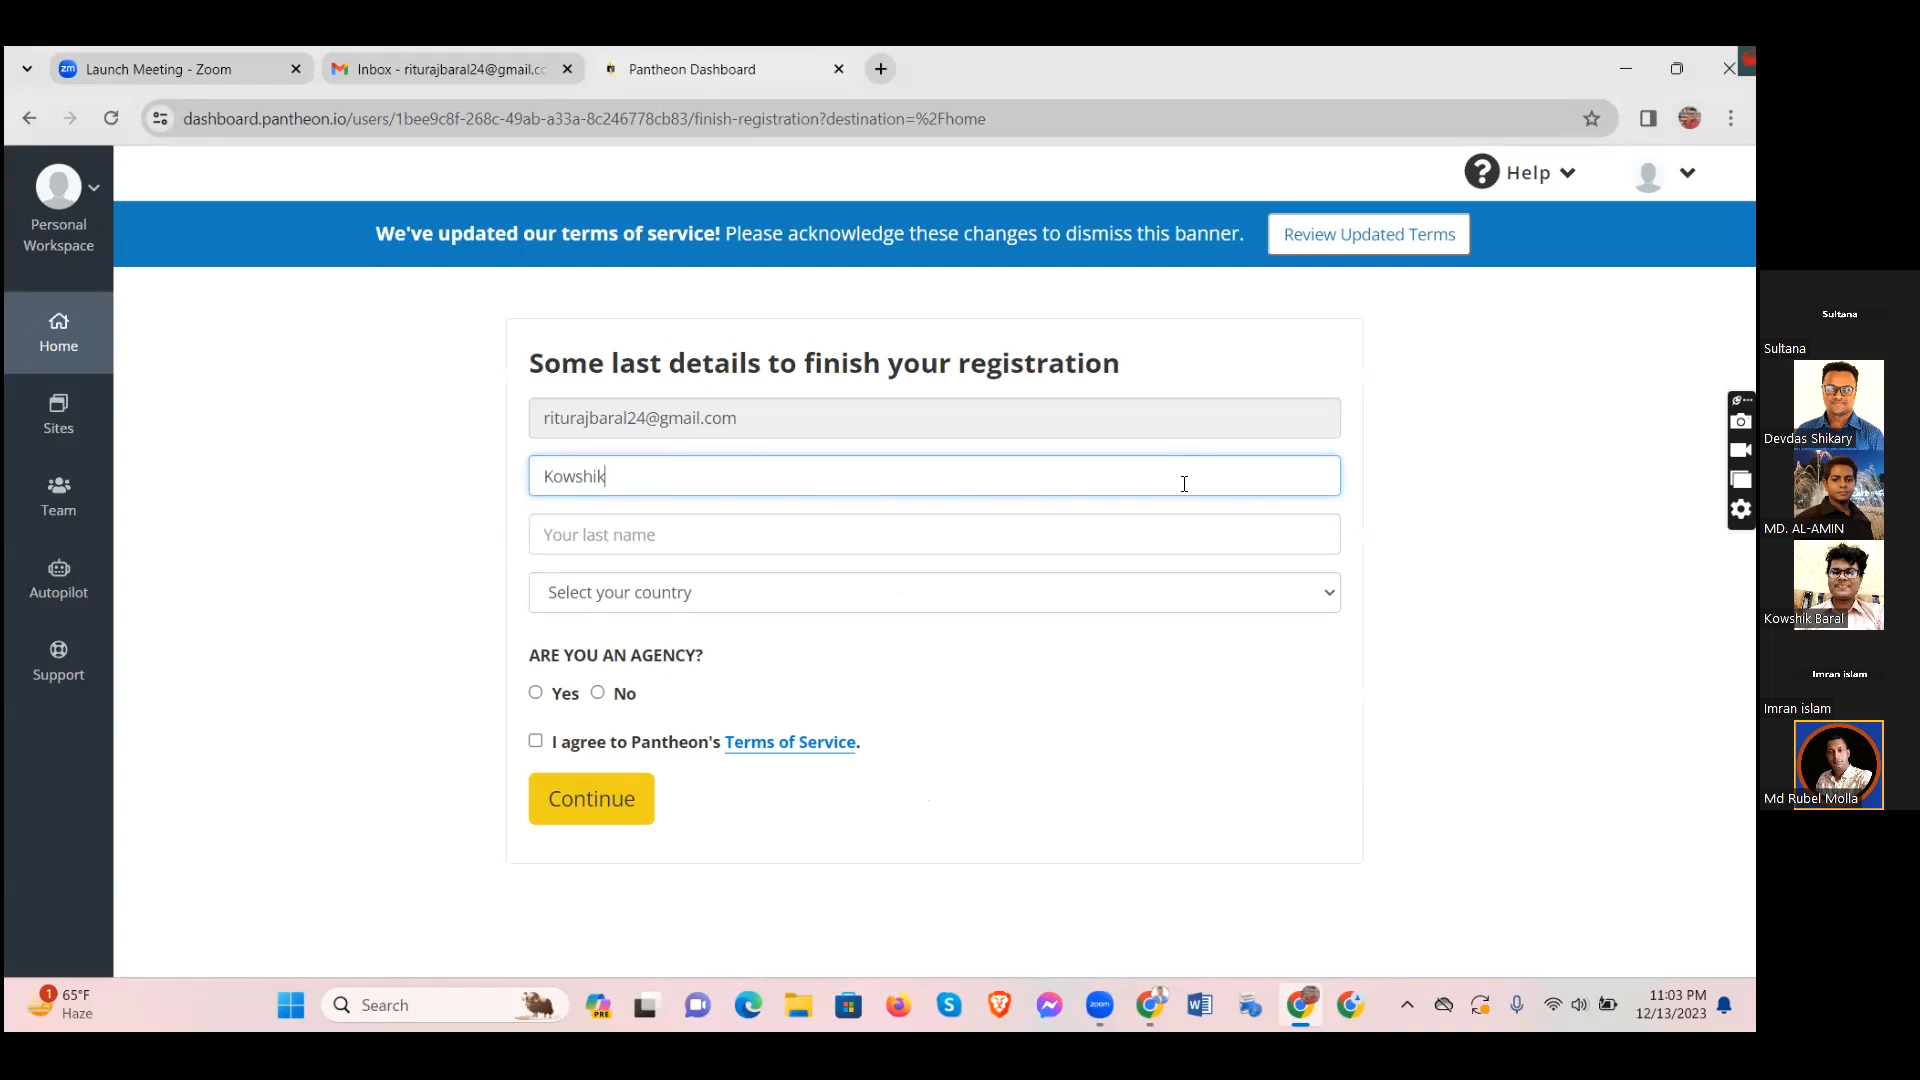 Launch Meeting - Zoom
Inbox - riturajbaral24@gmail.cc
Pantheon Dashboard
dashboard.pantheon.io/users/1bee9c8f-268c-49ab-a33a-8c246778cb83/finish-registration?destination=%2Fhome
Personal
Workspace
Help
We've updated our terms of service! Please acknowledge these changes to dismiss this banner.
Review Updated Terms
Home
Sites
Team
Autopilot
Support
Some last details to finish your registration
riturajbaral24@gmail.com
Kowshik
Your last name
Select your country
ARE YOU AN AGENCY?
Yes No
I agree to Pantheon's Terms of Service.
Continue
Sultana
Sultana
Devdas Shikary
MD. AL-AMIN
Kowshik Baral
Imran islam
Imran islam
Md Rubel Molla
1
65°F
Haze
Search
PRE
zoom
11:03 PM
12/13/2023